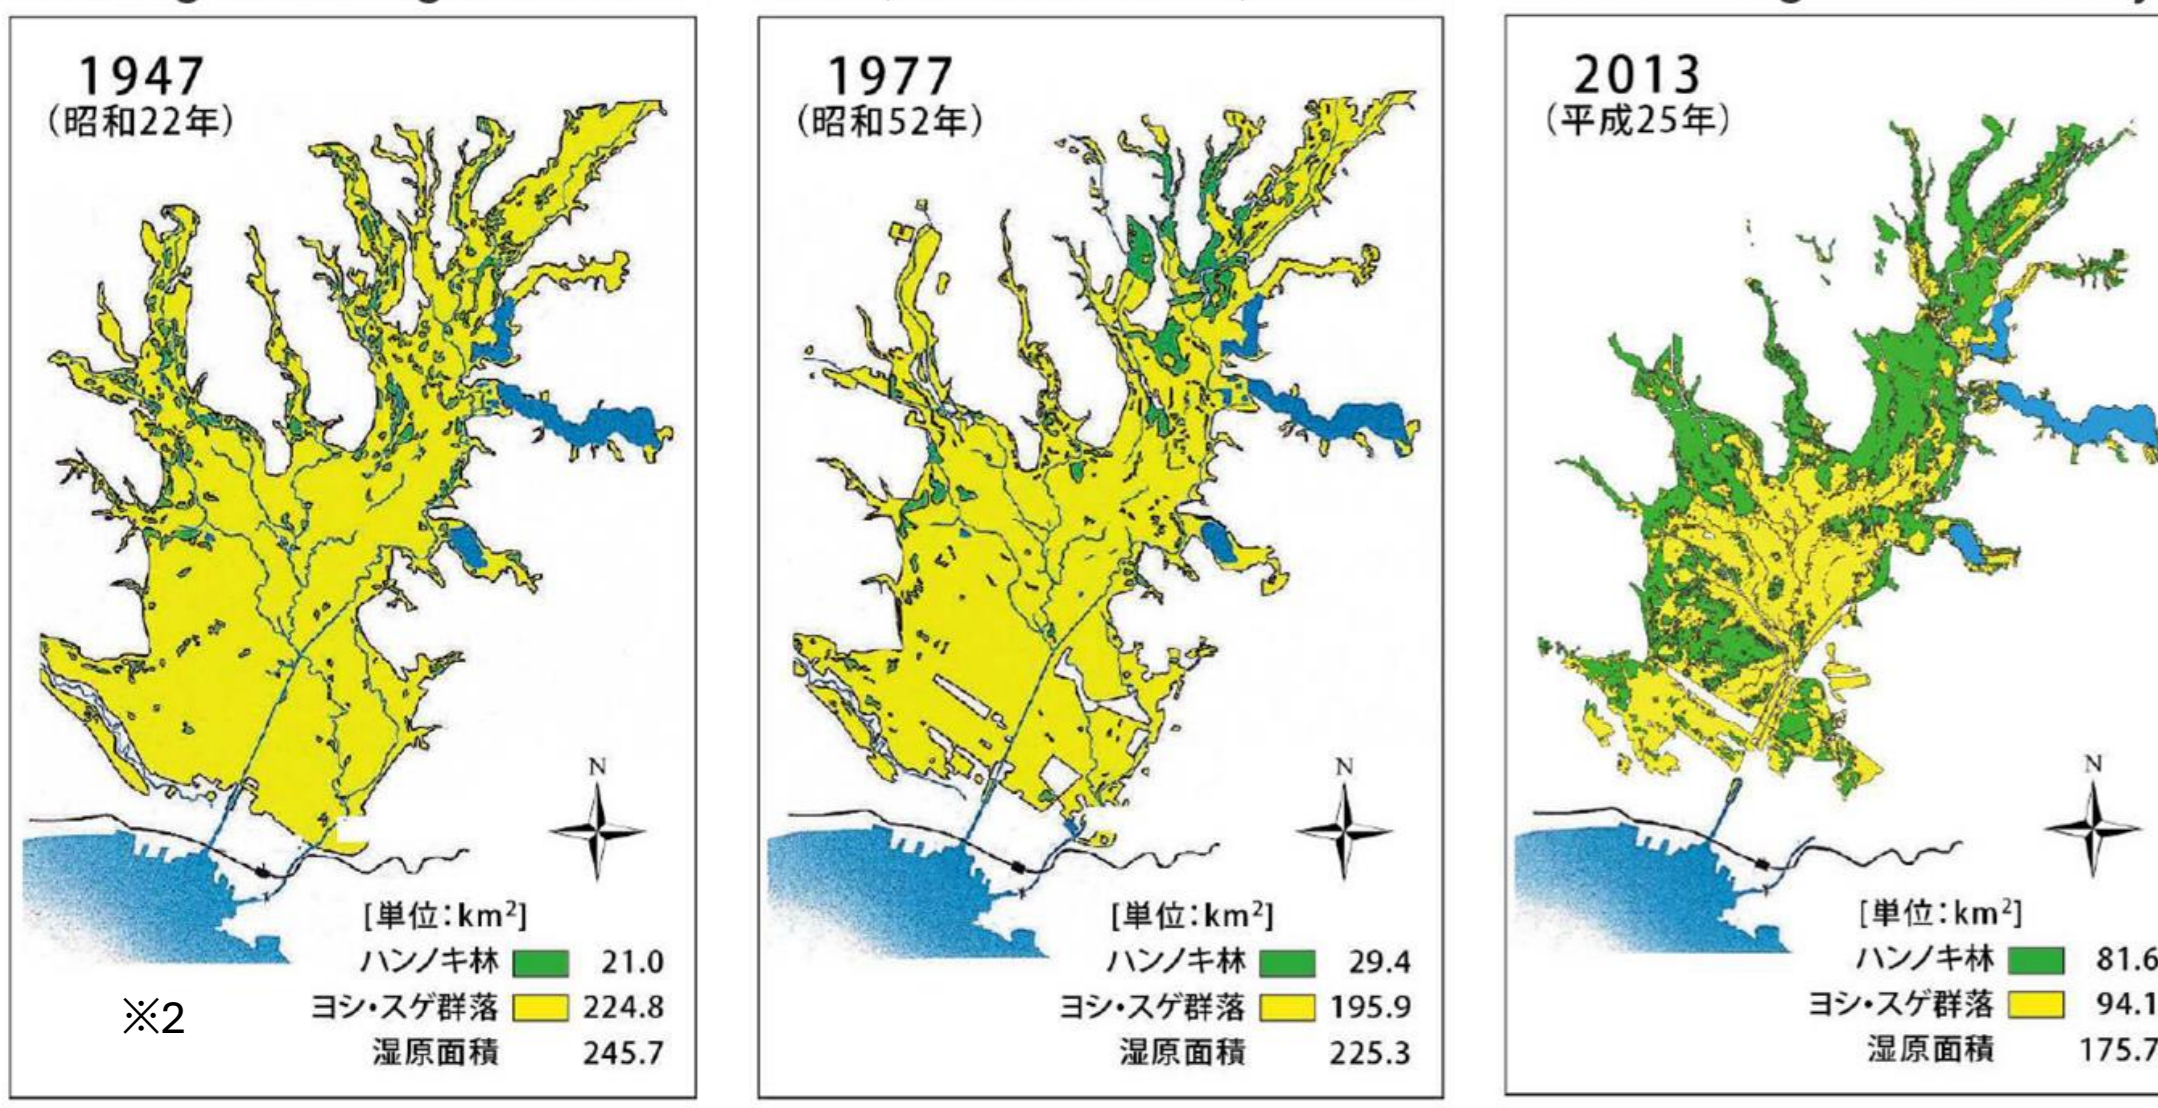 1947
（昭和22年）
N
[単位：km²]
ハンノキ林 21.0
ヨシ・スゲ群落 224.8
湿原面積 245.7
※2
1977
（昭和52年）
N
[単位：km²]
ハンノキ林 29.4
ヨシ・スゲ群落 195.9
湿原面積 225.3
2013
（平成25年）
N
[単位：km²]
ハンノキ林 81.6
ヨシ・スゲ群落 94.1
湿原面積 175.7